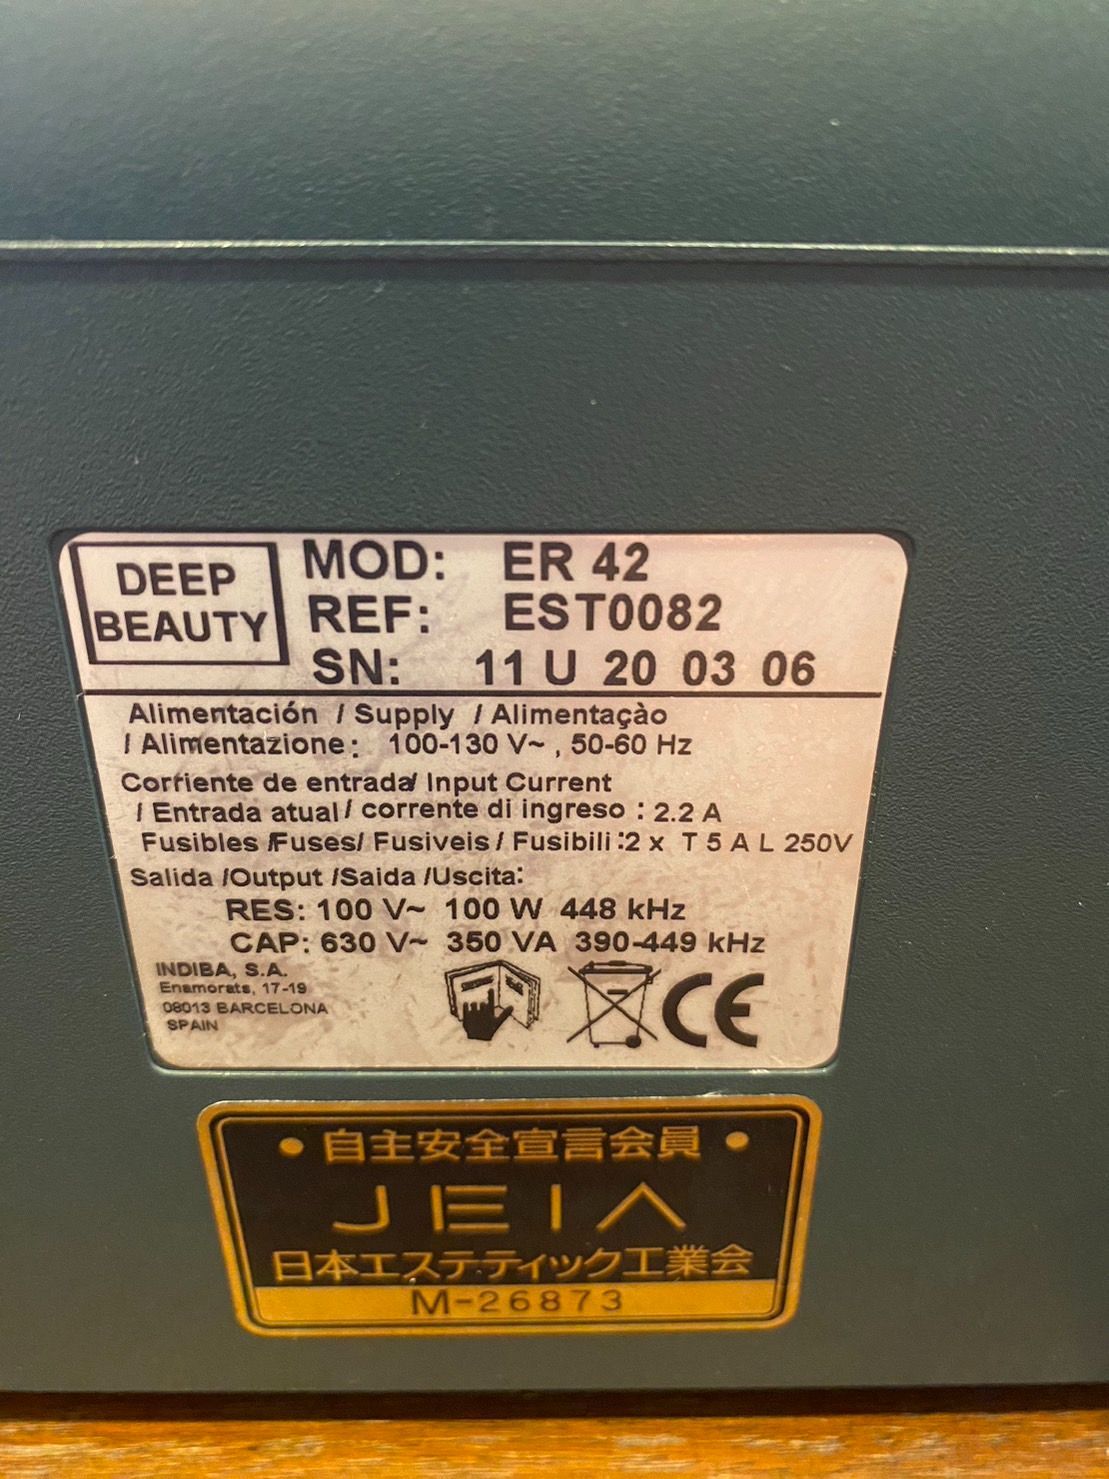 DEEP
BEAUTY
MOD: ER 42
REF: EST0082
SN: 11 U 20 03 06
Alimentación / Supply / Alimentaçào
/ Alimentazione: 100-130 V~ , 50-60 Hz
Corriente de entrada/ Input Current
/ Entrada atual / corrente di ingreso : 2.2 A
Fusibles /Fuses/ Fusiveis / Fusibili :2 x T 5 A L 250V
Salida /Output /Saida /Uscita:
RES: 100 V~ 100 W 448 kHz
CAP: 630 V~ 350 VA 390-449 kHz
INDIBA, S.A.
Enamorats, 17-19
08013 BARCELONA
SPAIN
CE
• 自主安全宣言会員 •
JEIA
日本エステティック工業会
M-26873